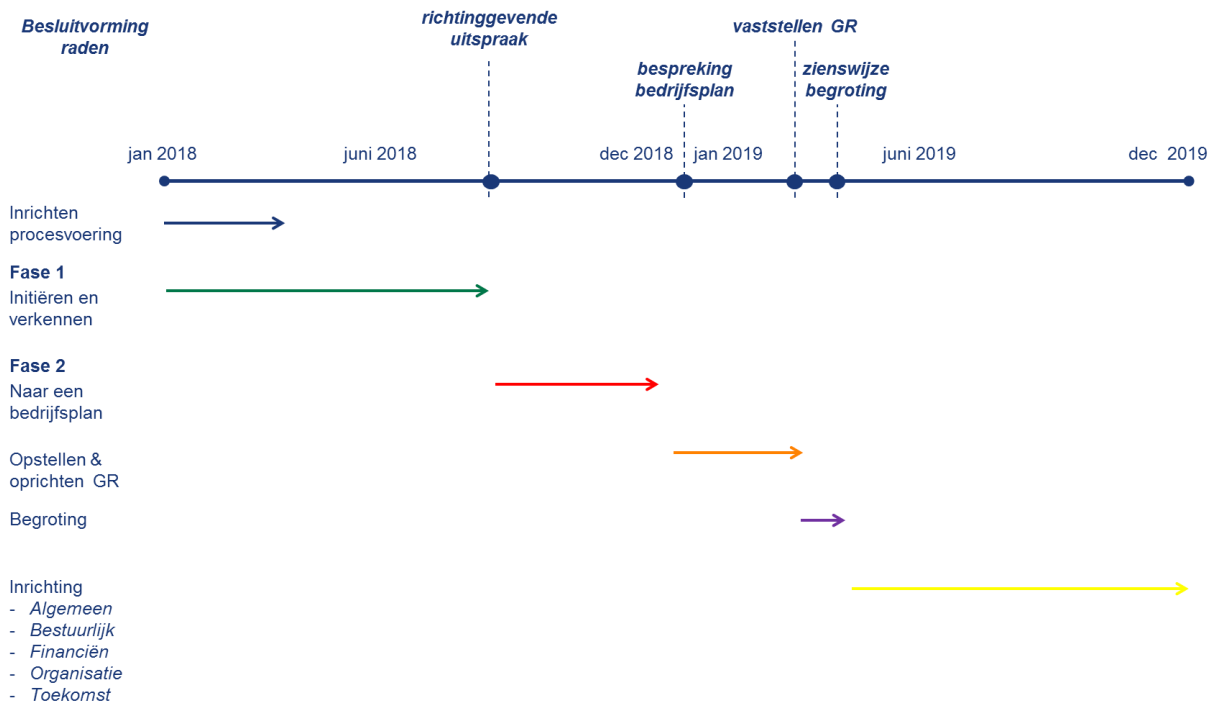 Besluitvorming
raden
richtinggevende
uitspraak
bespreking
bedrijfsplan
vaststellen GR
zienswijze
begroting
jan 2018
juni 2018
dec 2018
jan 2019
juni 2019
dec 2019
Inrichten
procesvoering
Fase 1
Initiëren en
verkennen
Fase 2
Naar een
bedrijfsplan
Opstellen &
oprichten GR
Begroting
Inrichting
- Algemeen
- Bestuurlijk
- Financiën
- Organisatie
- Toekomst